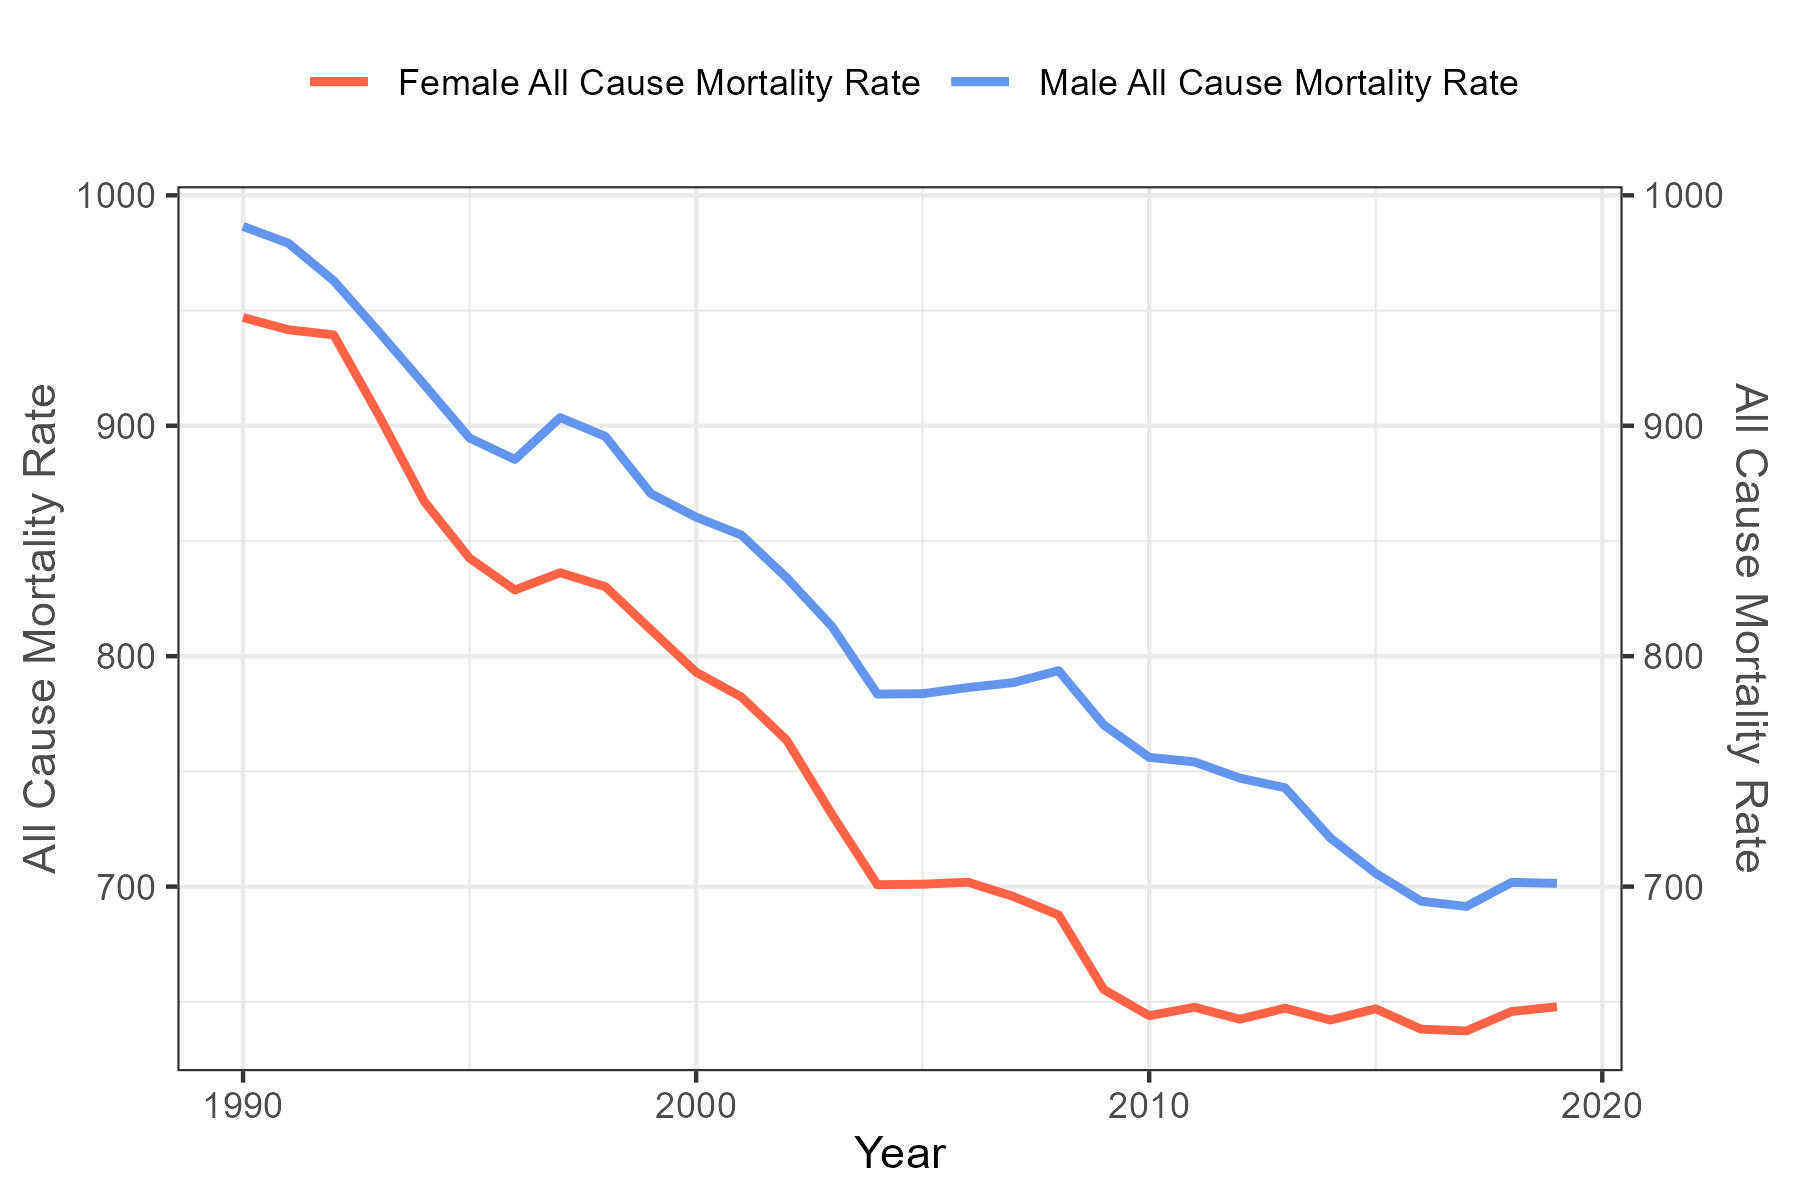 Female All Cause Mortality Rate Male All Cause Mortality Rate
1000 1000
900 900
800 800
700 700
All Cause Mortality Rate
All Cause Mortality Rate
1990 2000 2010 2020
Year